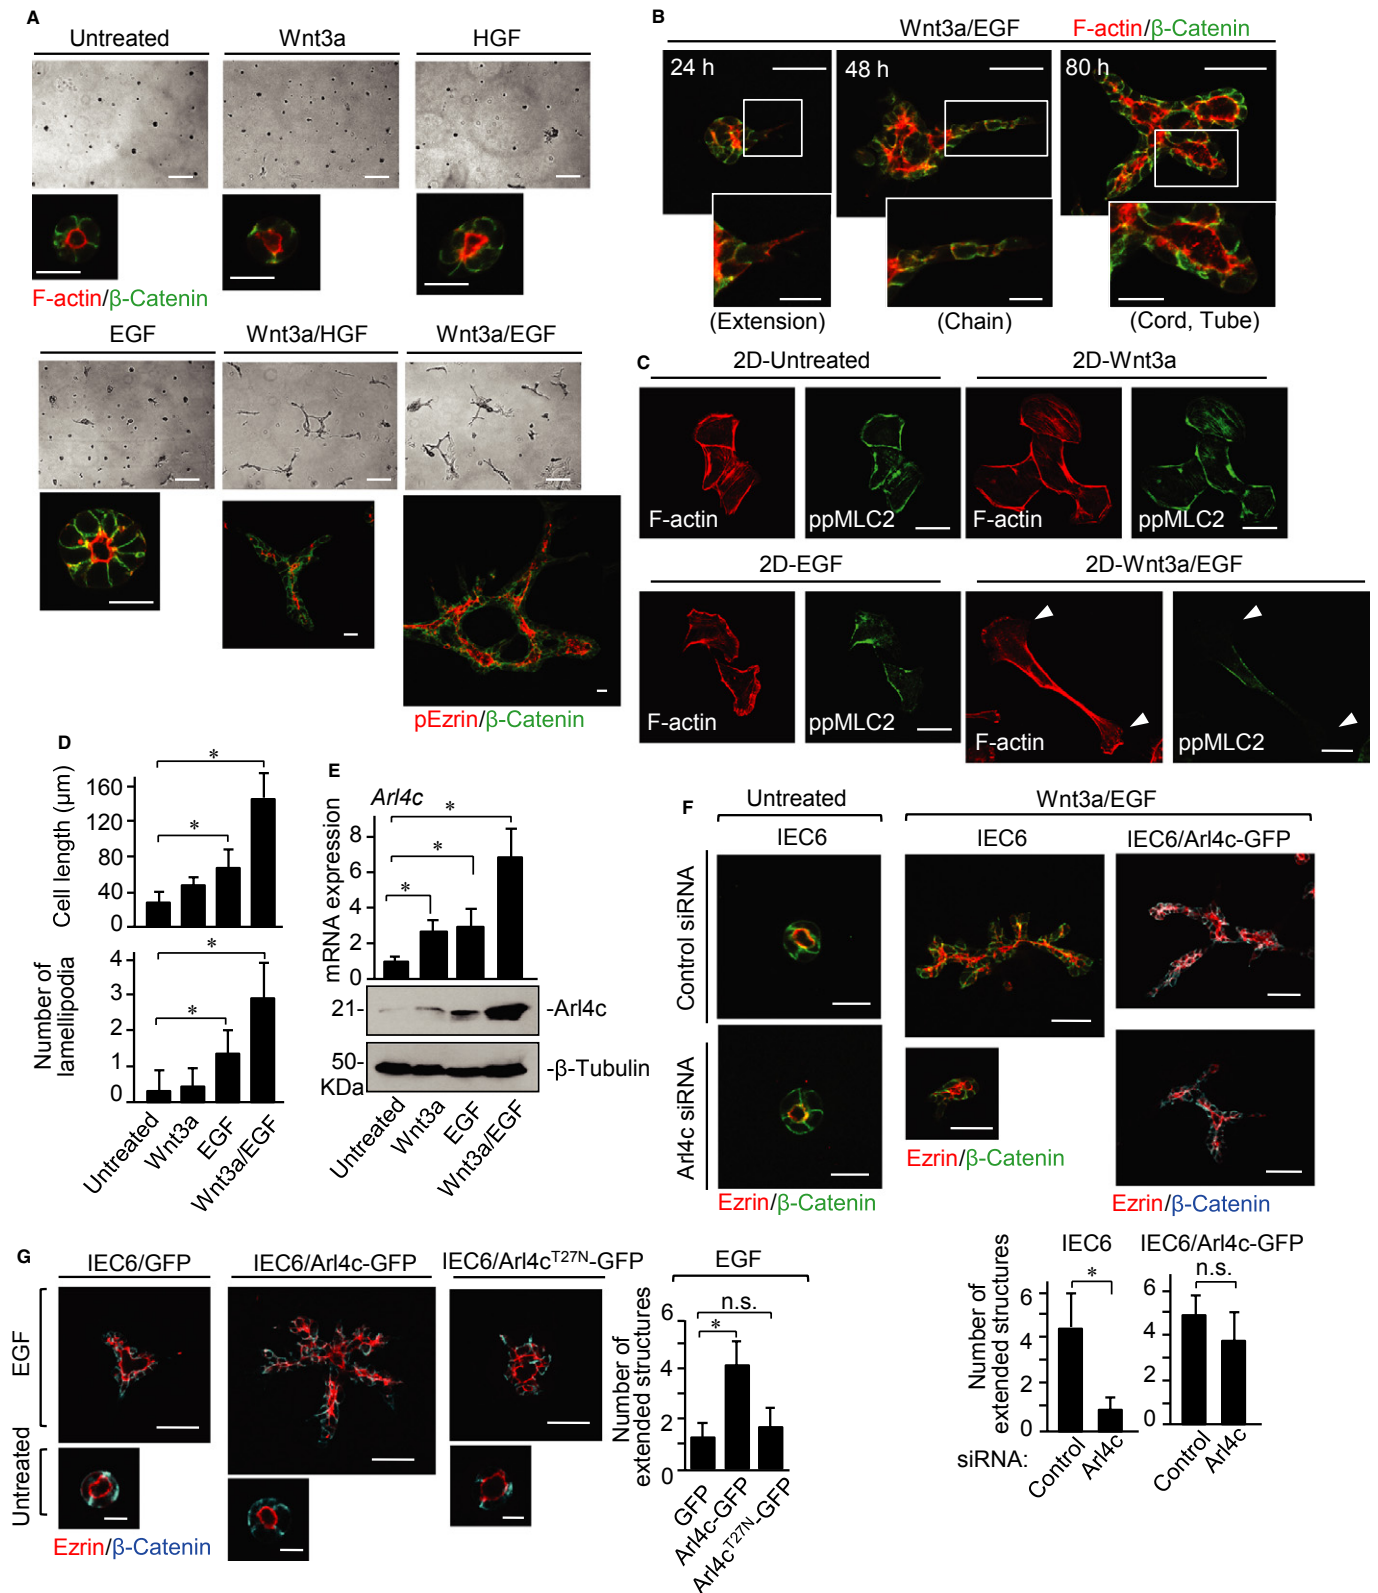 A
Untreated
Wnt3a
HGF
F-actin/β-Catenin
EGF
Wnt3a/HGF
Wnt3a/EGF
pEzrin/β-Catenin
B
Wnt3a/EGF
F-actin/β-Catenin
24 h
48 h
80 h
(Extension)
(Chain)
(Cord, Tube)
C
2D-Untreated
2D-Wnt3a
F-actin
ppMLC2
F-actin
ppMLC2
2D-EGF
2D-Wnt3a/EGF
F-actin
ppMLC2
F-actin
ppMLC2
D
Cell length (μm)
160
120
80
40
0
*
*
Number of
lamellipodia
4
3
2
1
0
*
*
Untreated
Wnt3a
EGF
Wnt3a/EGF
E
Arl4c
mRNA expression
8
6
4
2
0
*
*
*
21-
-Arl4c
50-
KDa
-β-Tubulin
Untreated
Wnt3a
EGF
Wnt3a/EGF
F
Untreated
Wnt3a/EGF
IEC6
IEC6
IEC6/Arl4c-GFP
Control siRNA
Arl4c siRNA
Ezrin/β-Catenin
Ezrin/β-Catenin
Ezrin/β-Catenin
IEC6
IEC6/Arl4c-GFP
Number of
extended structures
6
4
2
0
*
6
4
2
0
n.s.
siRNA:
Control
Arl4c
Control
Arl4c
G
IEC6/GFP
IEC6/Arl4c-GFP
IEC6/Arl4cT27N-GFP
EGF
Untreated
Ezrin/β-Catenin
EGF
Number of
extended structures
6
4
2
0
n.s.
*
GFP
Arl4c-GFP
Arl4cT27N-GFP